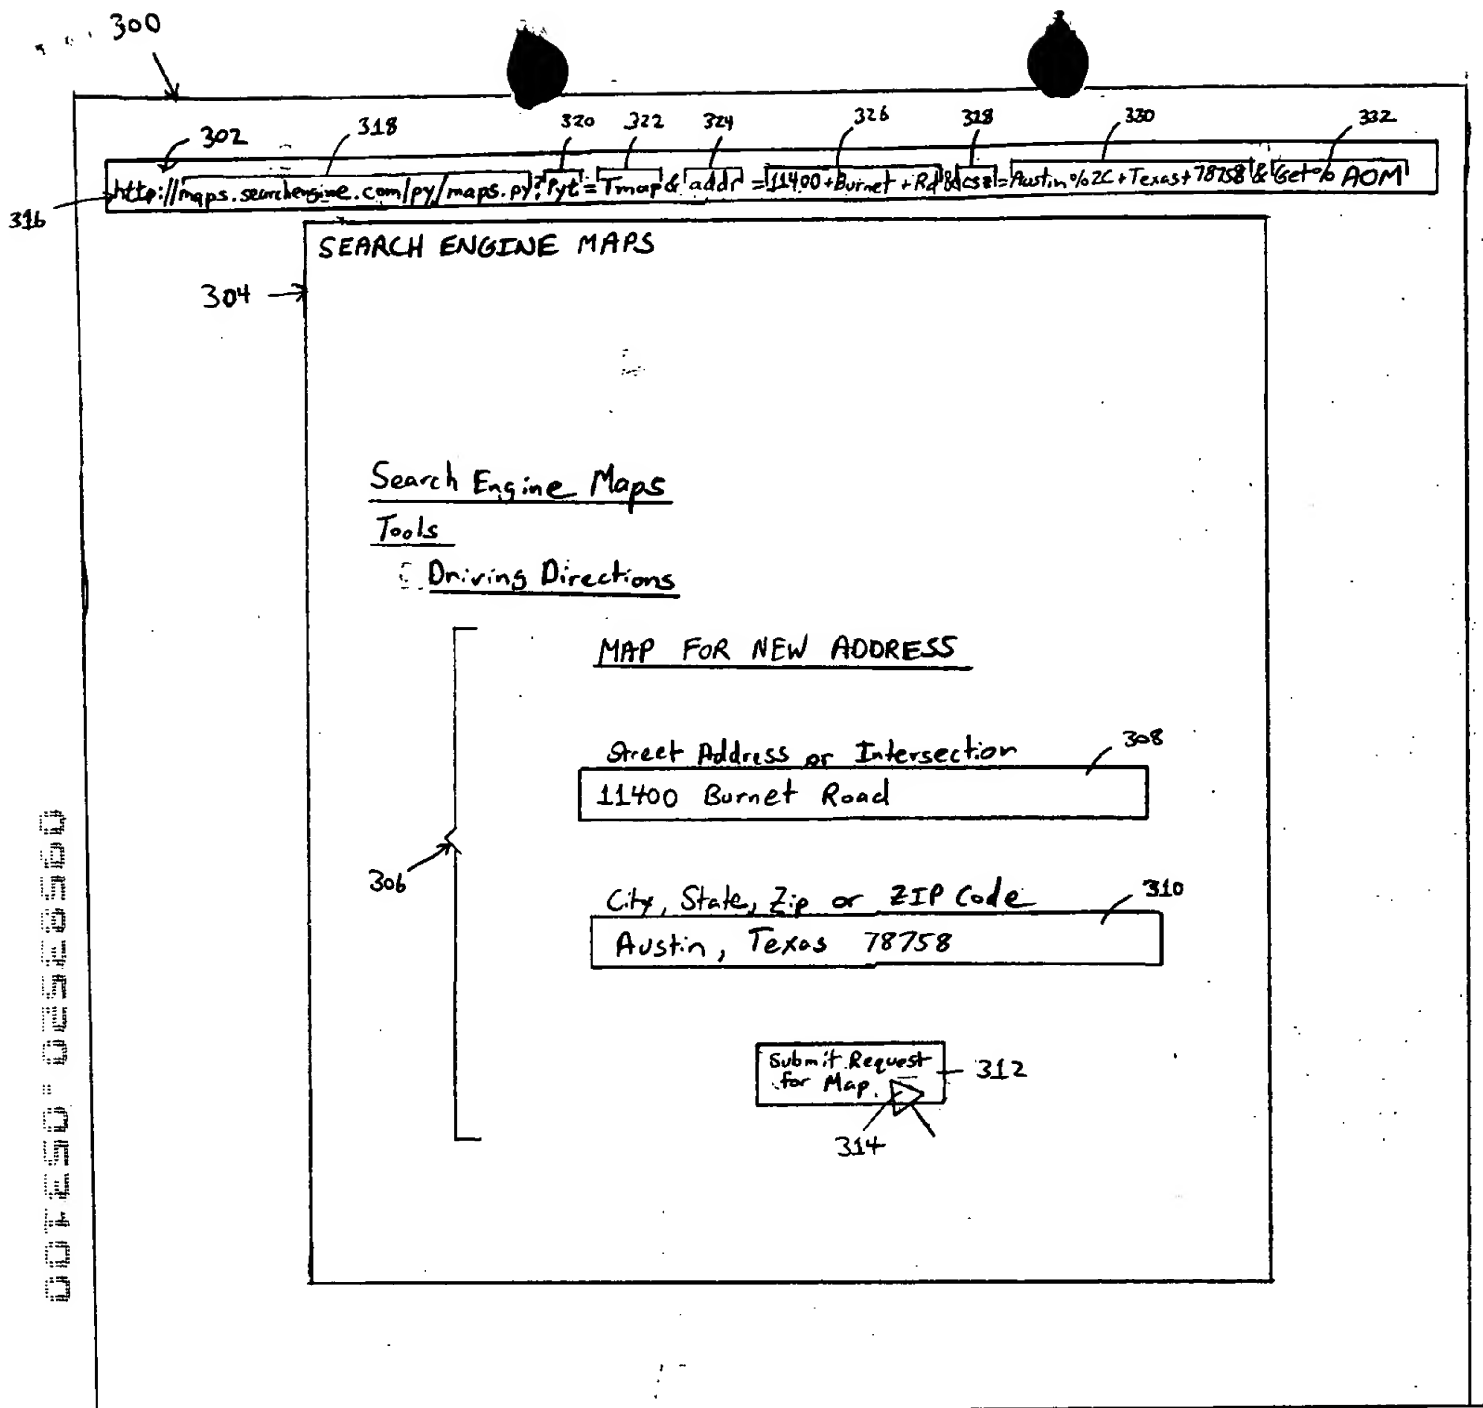 300
302 318 320 322 324 326 328 330 332
http://maps.searchengine.com/py/maps.py?Pyt=Tmap&addr=11400+Burnet+Rd&csz=Austin%2C+Texas+78758&Get% AOM
316
SEARCH ENGINE MAPS
304
Search Engine Maps
Tools
Driving Directions
MAP FOR NEW ADDRESS
Street Address or Intersection
308
11400 Burnet Road
306
City, State, Zip or ZIP Code
310
Austin, Texas 78758
Submit Request
for Map
312
314